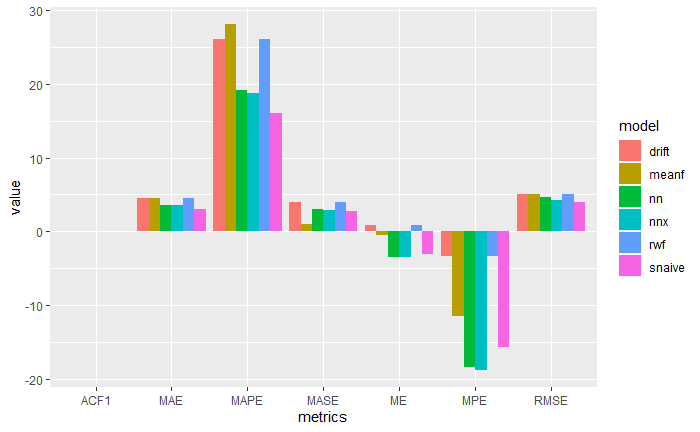 30
20
10
0
-10
-20
value
ACF1 MAE MAPE MASE ME MPE RMSE
metrics
model
drift
meanf
nn
nnx
rwf
snaive